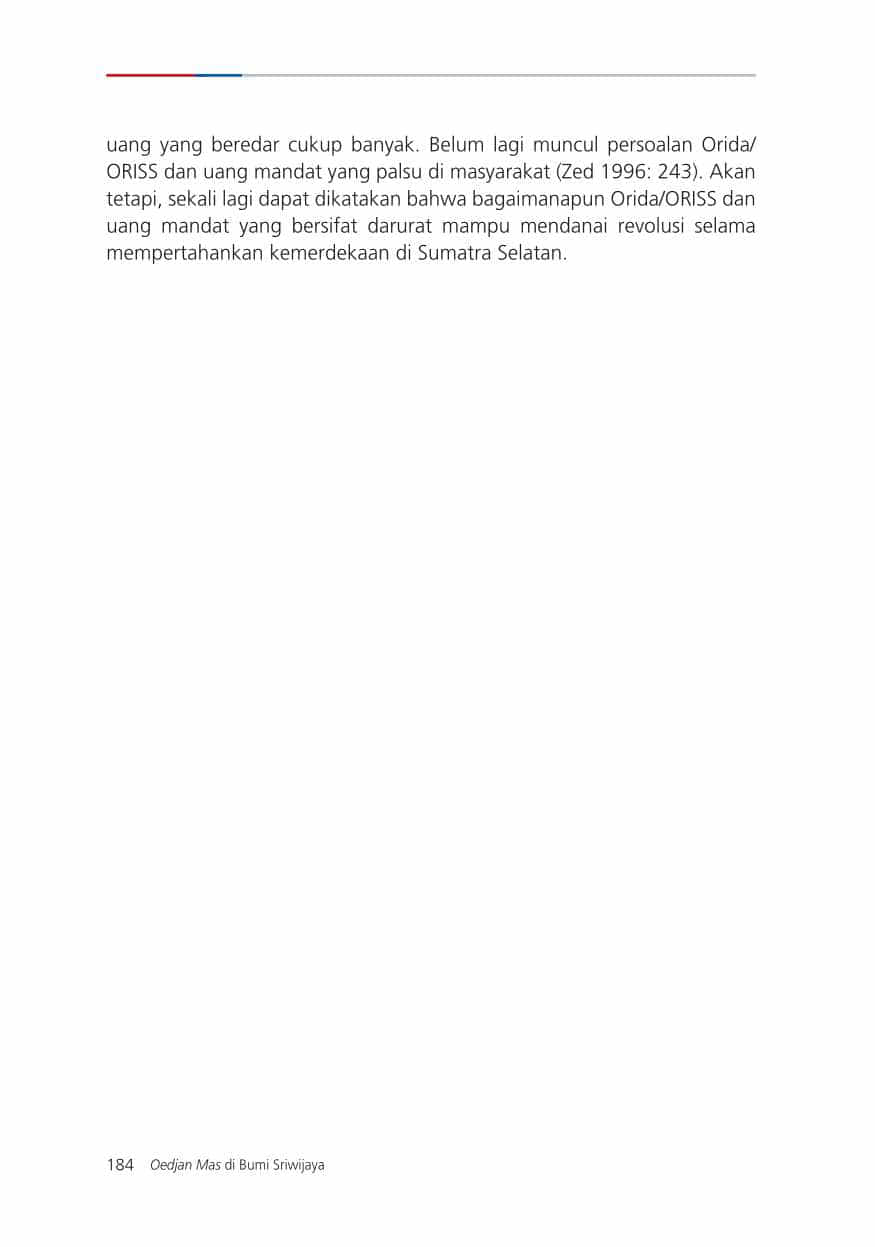 uang yang beredar cukup banyak. Belum lagi muncul persoalan Orida/
ORISS dan uang mandat yang palsu di masyarakat (Zed 1996: 243). Akan
tetapi, sekali lagi dapat dikatakan bahwa bagaimanapun Orida/ORISS dan
uang mandat yang bersifat darurat mampu mendanai revolusi selama
mempertahankan kemerdekaan di Sumatra Selatan.
184 Oedjan Mas di Bumi Sriwijaya